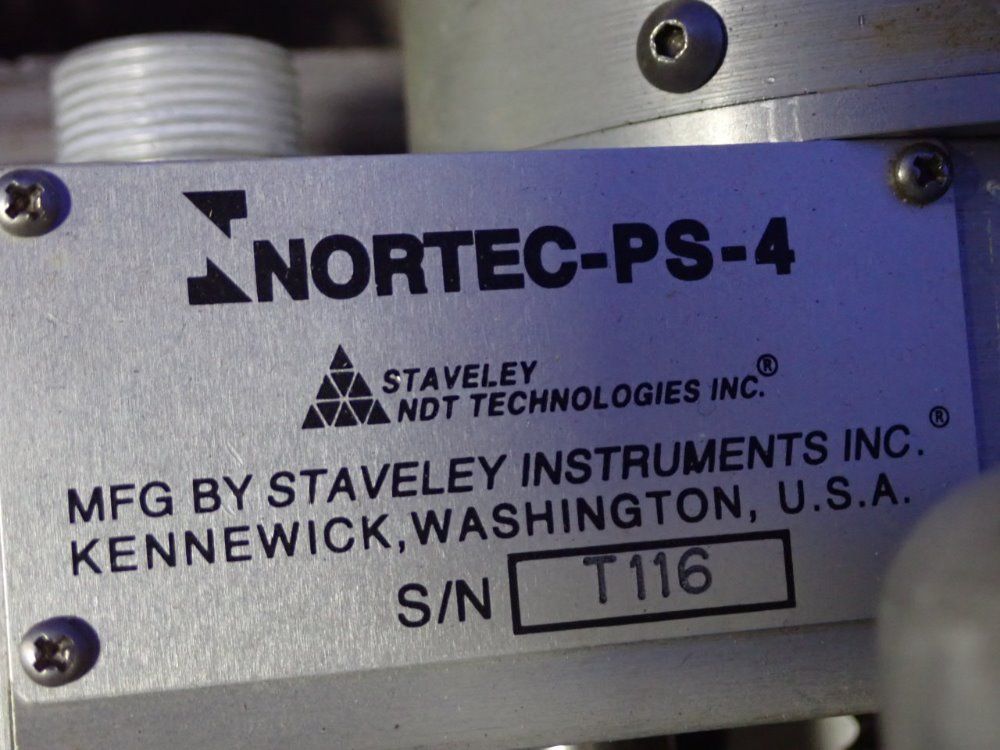 NORTEC-PS-4
STAVELEY
NDT TECHNOLOGIES INC.®
MFG BY STAVELEY INSTRUMENTS INC.®
KENNEWICK, WASHINGTON, U.S.A.
S/N T116